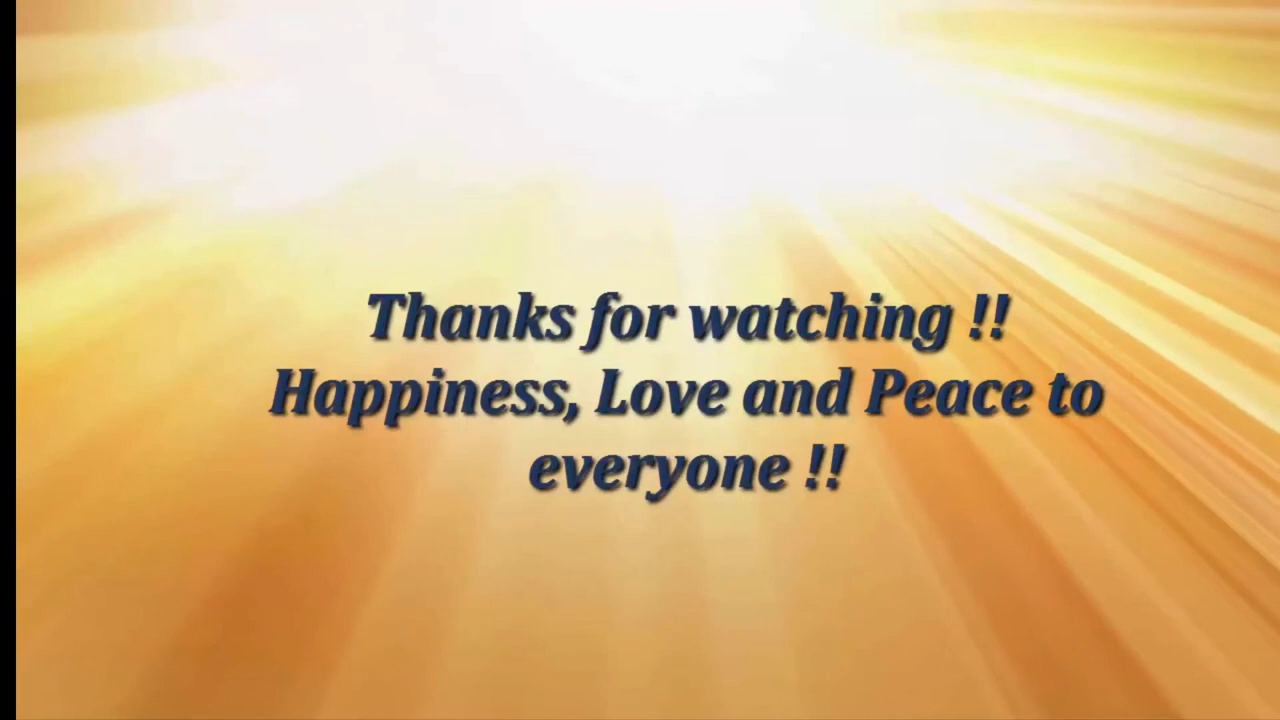 Thanks for watching !!
Happiness, Love and Peace to
everyone !!